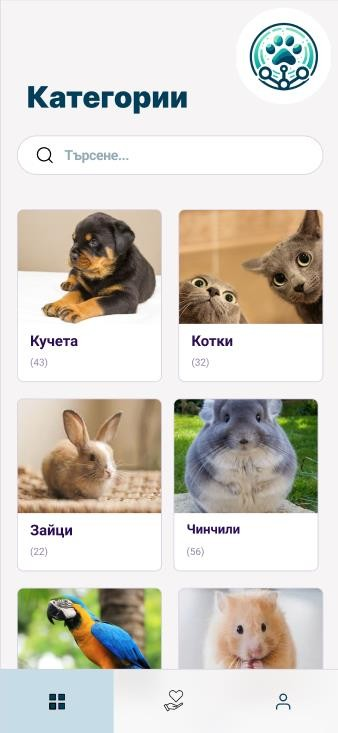 Категории
Търсене...
Кучета
Котки
(43)
(32)
Зайци
Чинчили
(22)
(56)